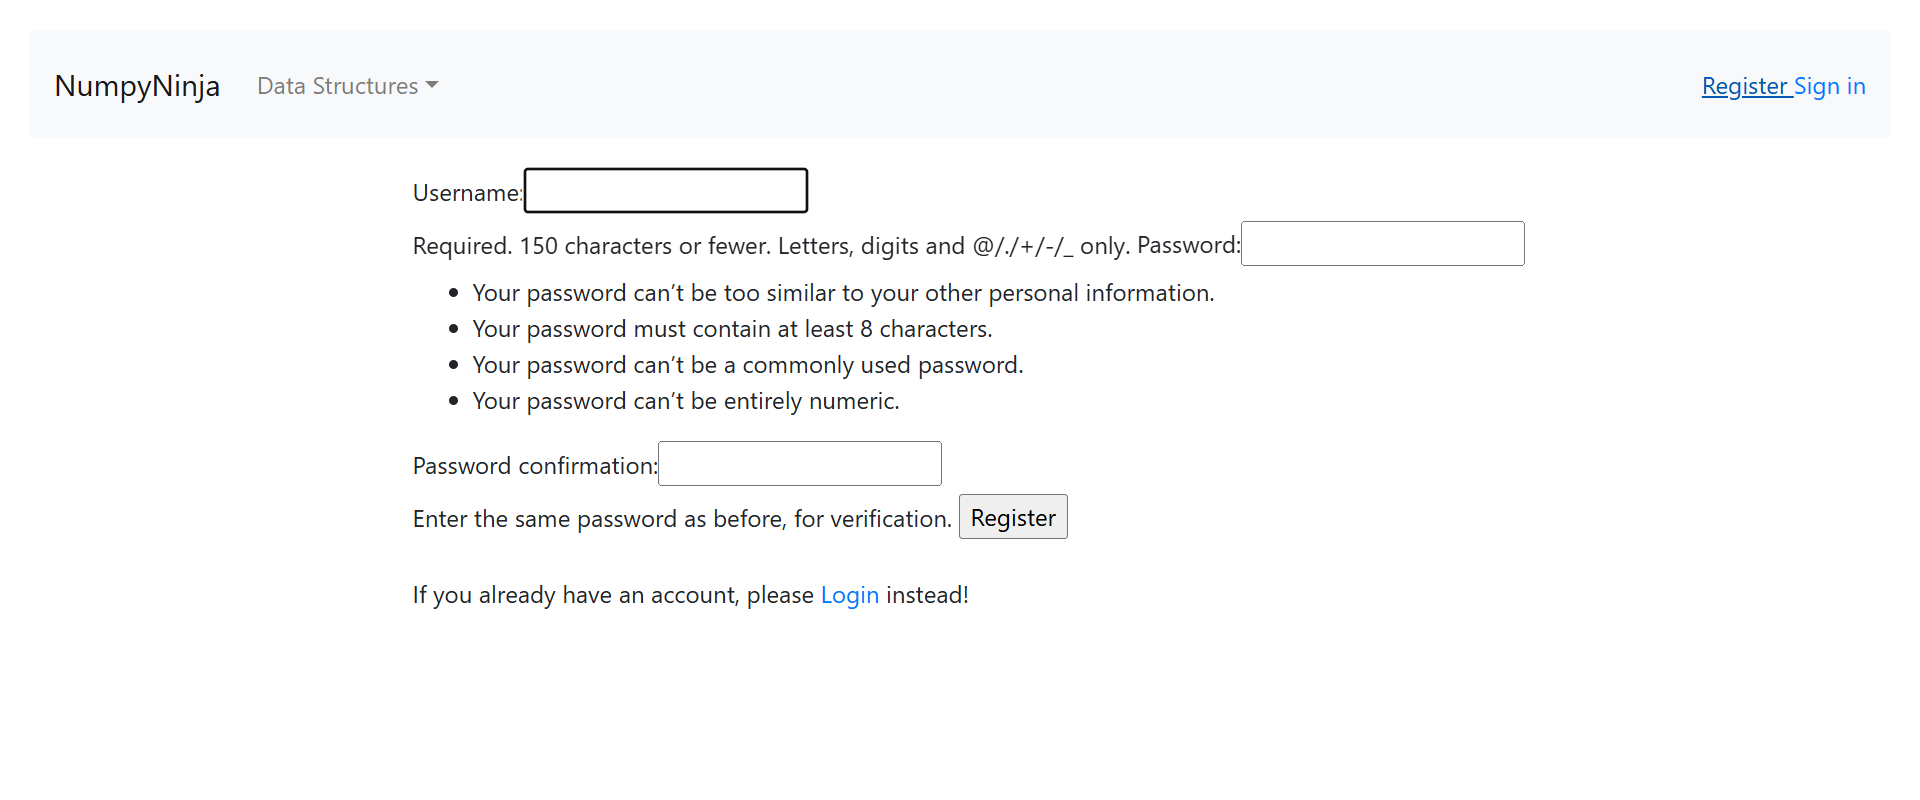 NumpyNinja Data Structures Register Sign in
Username:
Required. 150 characters or fewer. Letters, digits and @/./+/-/_ only. Password:
Your password can’t be too similar to your other personal information.
Your password must contain at least 8 characters.
Your password can’t be a commonly used password.
Your password can’t be entirely numeric.
Password confirmation:
Enter the same password as before, for verification. Register
If you already have an account, please Login instead!